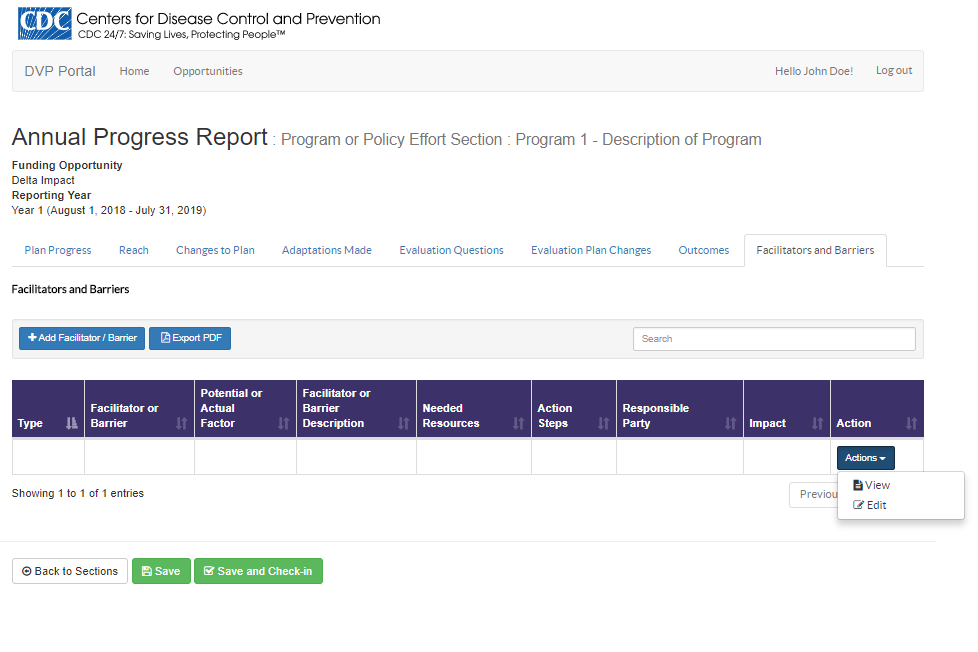 CDC Centers for Disease Control and Prevention
CDC 24/7: Saving Lives, Protecting People™
DVP Portal Home Opportunities Hello John Doe! Log out
Annual Progress Report : Program or Policy Effort Section : Program 1 - Description of Program
Funding Opportunity
Delta Impact
Reporting Year
Year 1 (August 1, 2018 - July 31, 2019)
Plan Progress Reach Changes to Plan Adaptations Made Evaluation Questions Evaluation Plan Changes Outcomes Facilitators and Barriers
Facilitators and Barriers
Add Facilitator / Barrier Export PDF Search
Type
Facilitator or
Barrier
Potential or
Actual
Factor
Facilitator or
Barrier
Description
Needed
Resources
Action
Steps
Responsible
Party
Impact
Action
Actions
View
Edit
Showing 1 to 1 of 1 entries
Previou
Back to Sections Save Save and Check-in